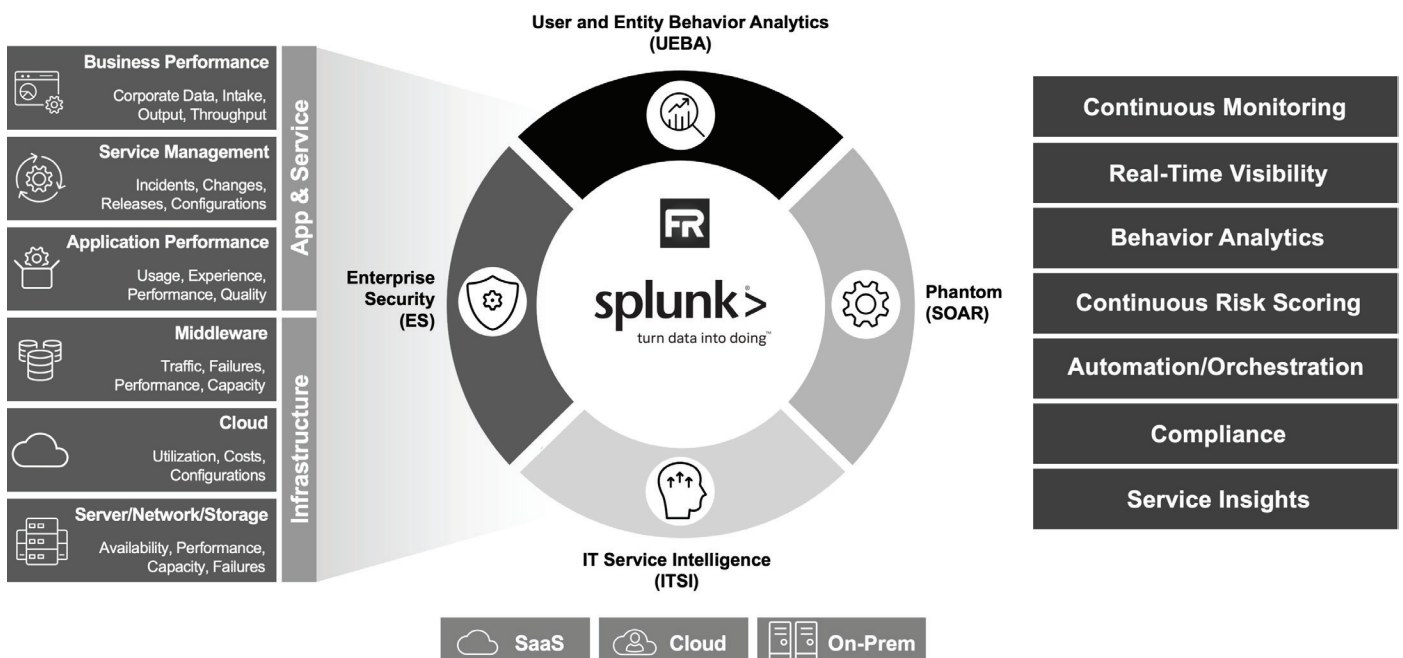 Business Performance
Corporate Data, Intake,
Output, Throughput
Service Management
Incidents, Changes,
Releases, Configurations
Application Performance
Usage, Experience,
Performance, Quality
App & Service
Middleware
Traffic, Failures,
Performance, Capacity
Cloud
Utilization, Costs,
Configurations
Server/Network/Storage
Availability, Performance,
Capacity, Failures
Infrastructure
User and Entity Behavior Analytics
(UEBA)
Enterprise
Security
(ES)
FR
splunk>®
turn data into doing™
Phantom
(SOAR)
IT Service Intelligence
(ITSI)
SaaS
Cloud
On-Prem
Continuous Monitoring
Real-Time Visibility
Behavior Analytics
Continuous Risk Scoring
Automation/Orchestration
Compliance
Service Insights